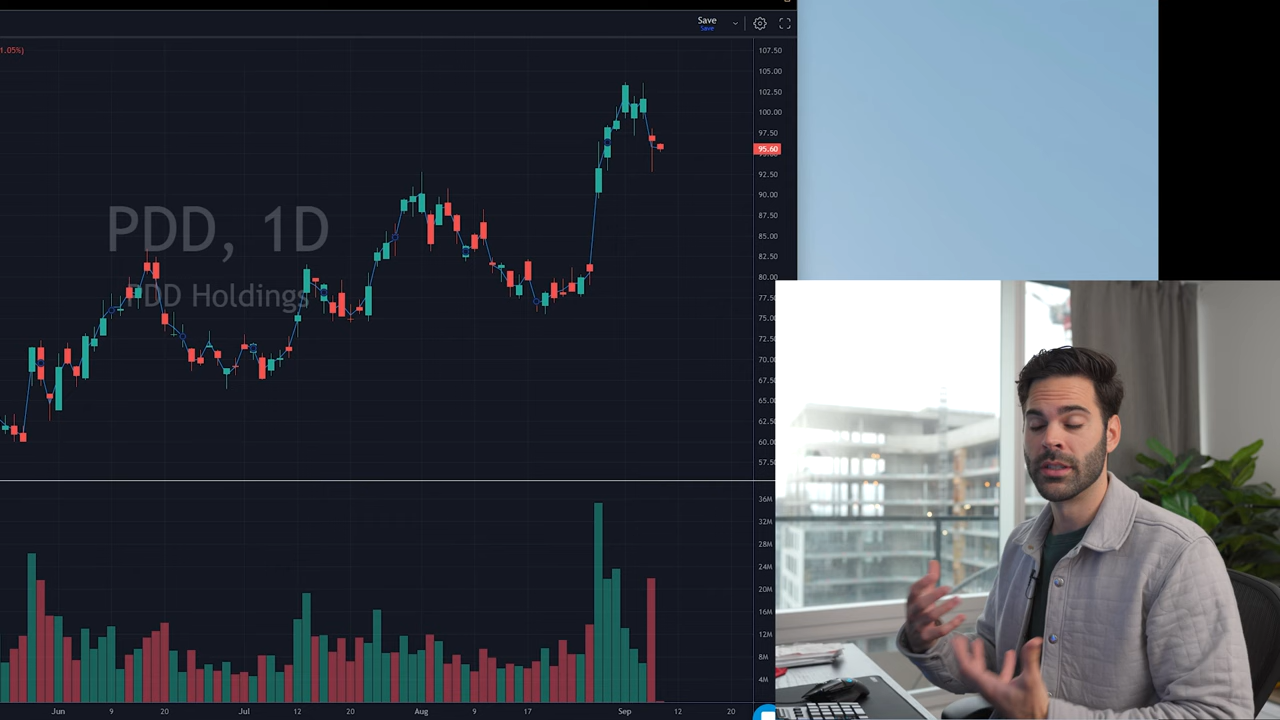 Save
Save
1.05%)
107.50
105.00
102.50
100.00
97.50
95.60
92.50
90.00
87.50
85.00
82.50
80.00
77.50
75.00
72.50
70.00
67.50
65.00
62.50
60.00
57.50
PDD, 1D
PDD Holdings
36M
32M
28M
24M
20M
16M
12M
8M
4M
Jun
9
20
Jul
12
20
Aug
9
17
Sep
12
20